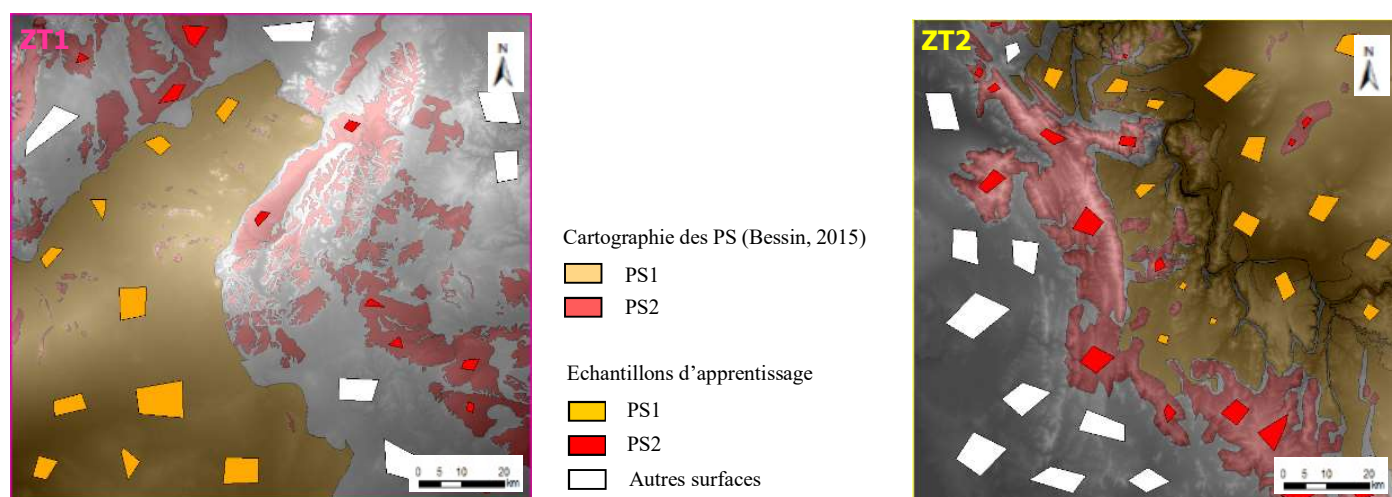 ZT1
N
0 5 10 20
km
Cartographie des PS (Bessin, 2015)
PS1
PS2
Echantillons d’apprentissage
PS1
PS2
Autres surfaces
ZT2
N
0 5 10 20
km